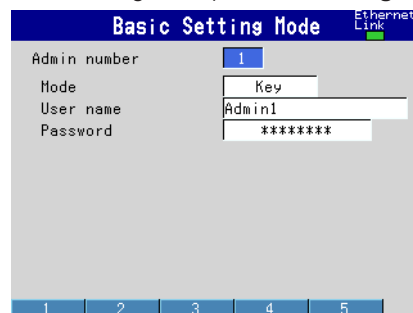 Basic Setting Mode
Ethernet
Link
Admin number 1
Mode Key
User name Admin1
Password ********
1 2 3 4 5